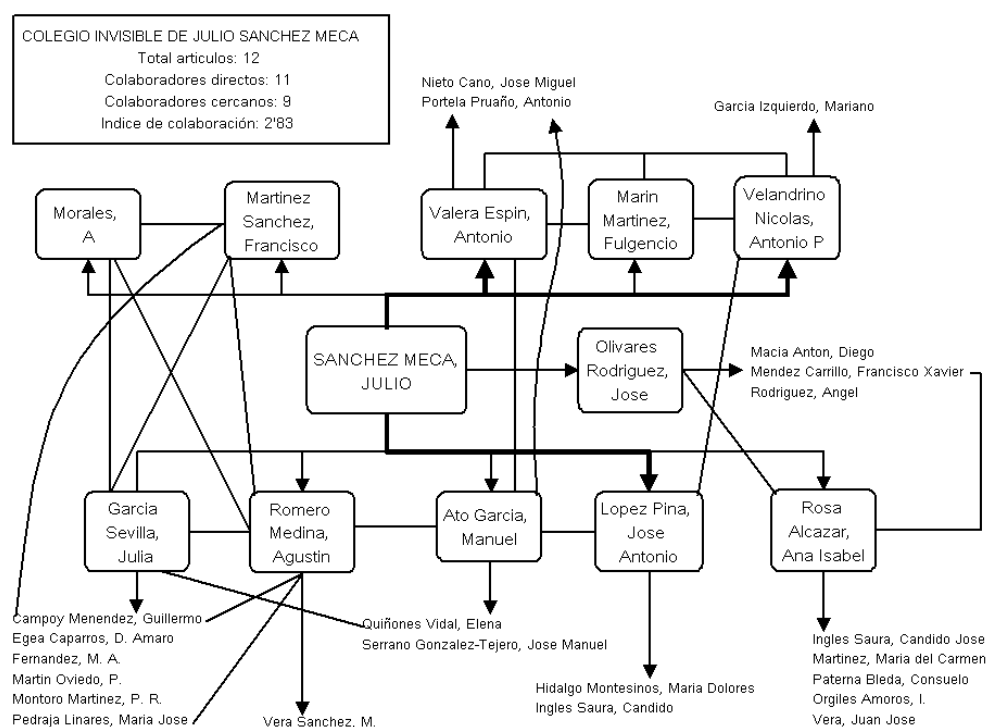 COLEGIO INVISIBLE DE JULIO SANCHEZ MECA
Total articulos: 12
Colaboradores directos: 11
Colaboradores cercanos: 9
Indice de colaboración: 2'83
Nieto Cano, Jose Miguel
Portela Pruaño, Antonio
Garcia Izquierdo, Mariano
Morales,
A
Martinez
Sanchez,
Francisco
Valera Espin,
Antonio
Marin
Martinez,
Fulgencio
Velandrino
Nicolas,
Antonio P
SANCHEZ MECA,
JULIO
Olivares
Rodriguez,
Jose
Macia Anton, Diego
Mendez Carrillo, Francisco Xavier
Rodriguez, Angel
Garcia
Sevilla,
Julia
Romero
Medina,
Agustin
Ato Garcia,
Manuel
Lopez Pina,
Jose
Antonio
Rosa
Alcazar,
Ana Isabel
Campoy Menendez, Guillermo
Egea Caparros, D. Amaro
Fernandez, M. A.
Martin Oviedo, P.
Montoro Martinez, P. R.
Pedraja Linares, Maria Jose
Vera Sanchez, M.
Quiñones Vidal, Elena
Serrano Gonzalez-Tejero, Jose Manuel
Hidalgo Montesinos, Maria Dolores
Ingles Saura, Candido
Ingles Saura, Candido Jose
Martinez, Maria del Carmen
Paterna Bleda, Consuelo
Orgiles Amoros, I.
Vera, Juan Jose